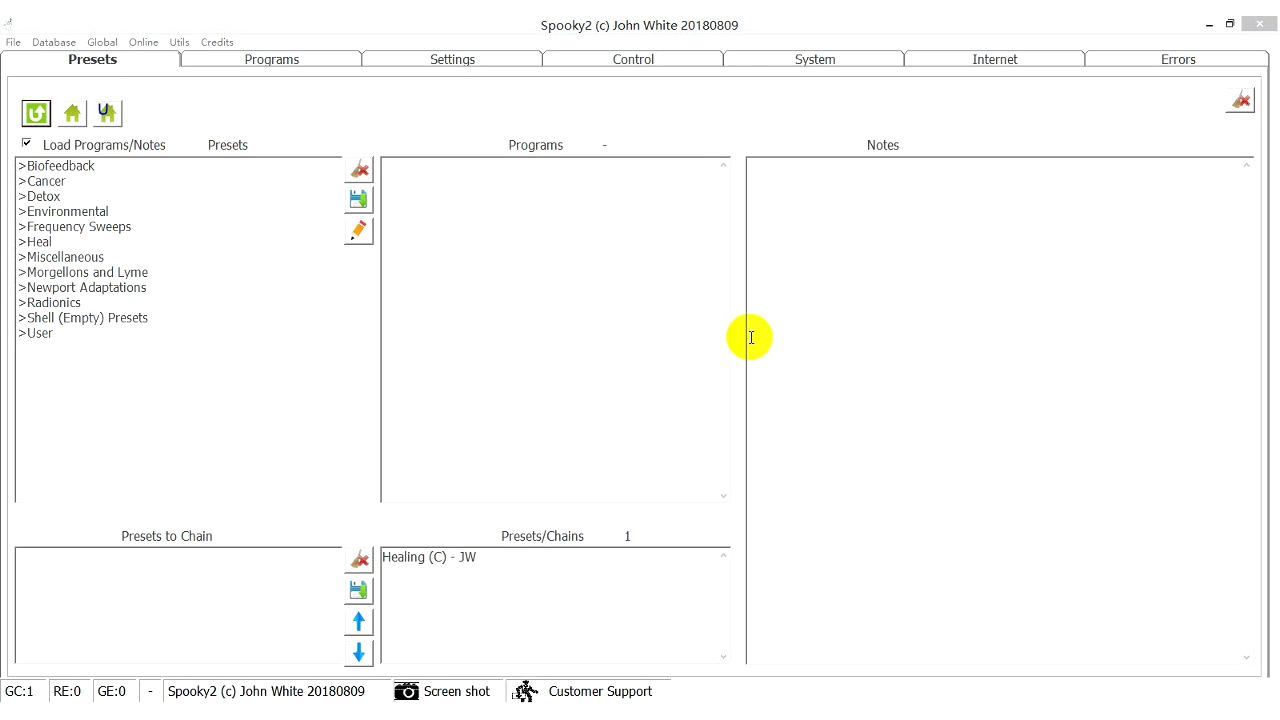 Spooky2 (c) John White 20180809
File Database Global Online Utils Credits
Presets Programs Settings Control System Internet Errors
Load Programs/Notes Presets Programs - Notes
>Biofeedback
>Cancer
>Detox
>Environmental
>Frequency Sweeps
>Heal
>Miscellaneous
>Morgellons and Lyme
>Newport Adaptations
>Radionics
>Shell (Empty) Presets
>User
Presets to Chain Presets/Chains 1
Healing (C) - JW
GC:1 RE:0 GE:0 - Spooky2 (c) John White 20180809 Screen shot Customer Support